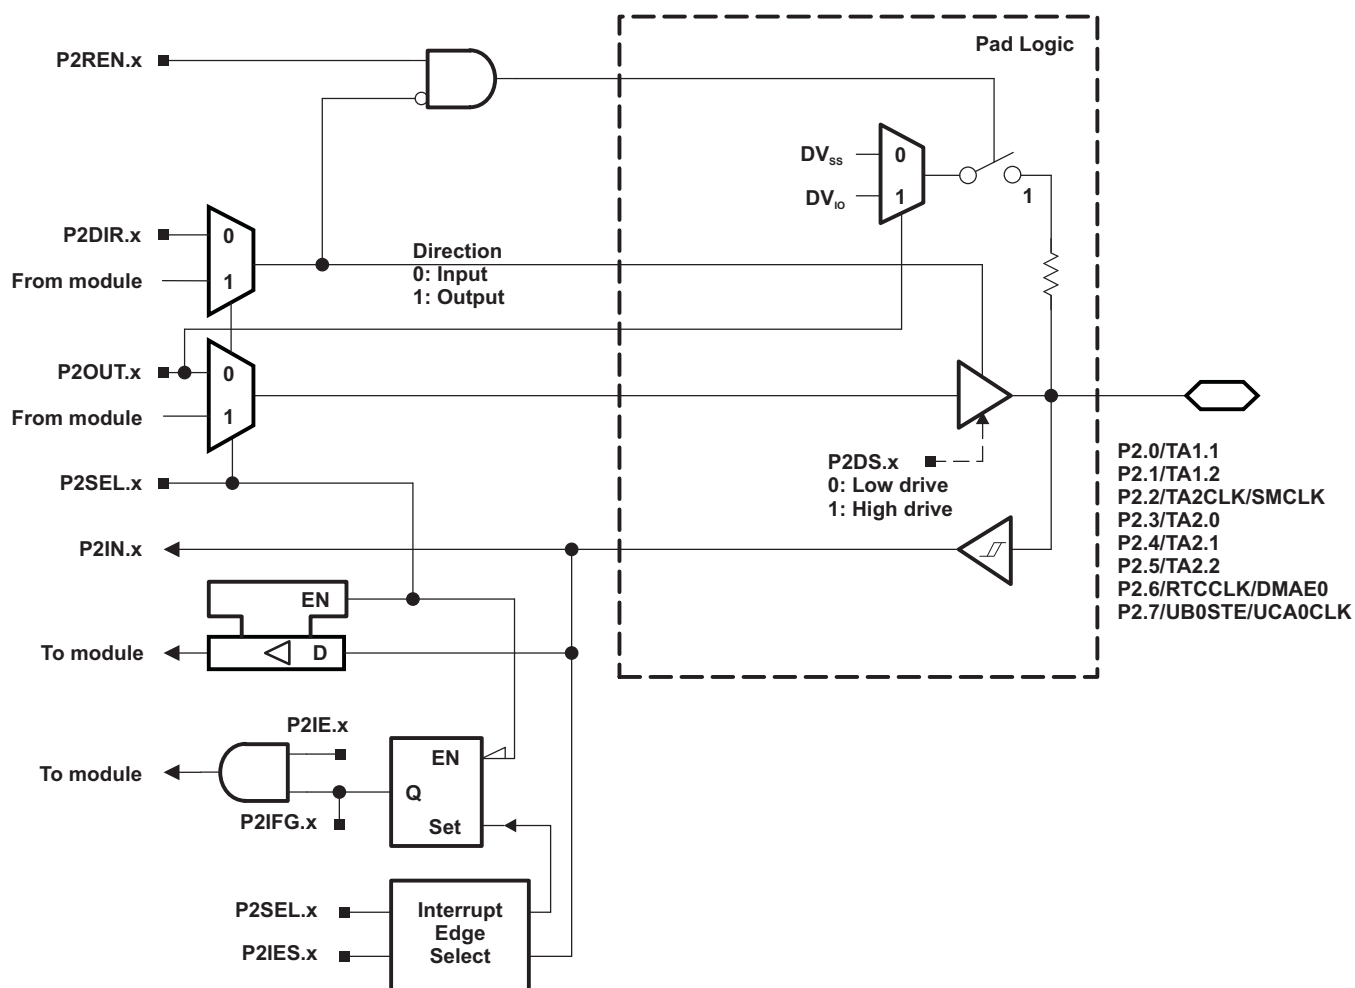 Pad Logic
P2REN.x
DVSS
0
DVIO
1
1
P2DIR.x
0
From module
1
Direction
0: Input
1: Output
P2OUT.x
0
From module
1
P2SEL.x
P2DS.x
0: Low drive
1: High drive
P2IN.x
P2.0/TA1.1
P2.1/TA1.2
P2.2/TA2CLK/SMCLK
P2.3/TA2.0
P2.4/TA2.1
P2.5/TA2.2
P2.6/RTCCLK/DMAE0
P2.7/UB0STE/UCA0CLK
EN
To module
D
P2IE.x
EN
To module
Q
P2IFG.x
Set
P2SEL.x
P2IES.x
Interrupt
Edge
Select